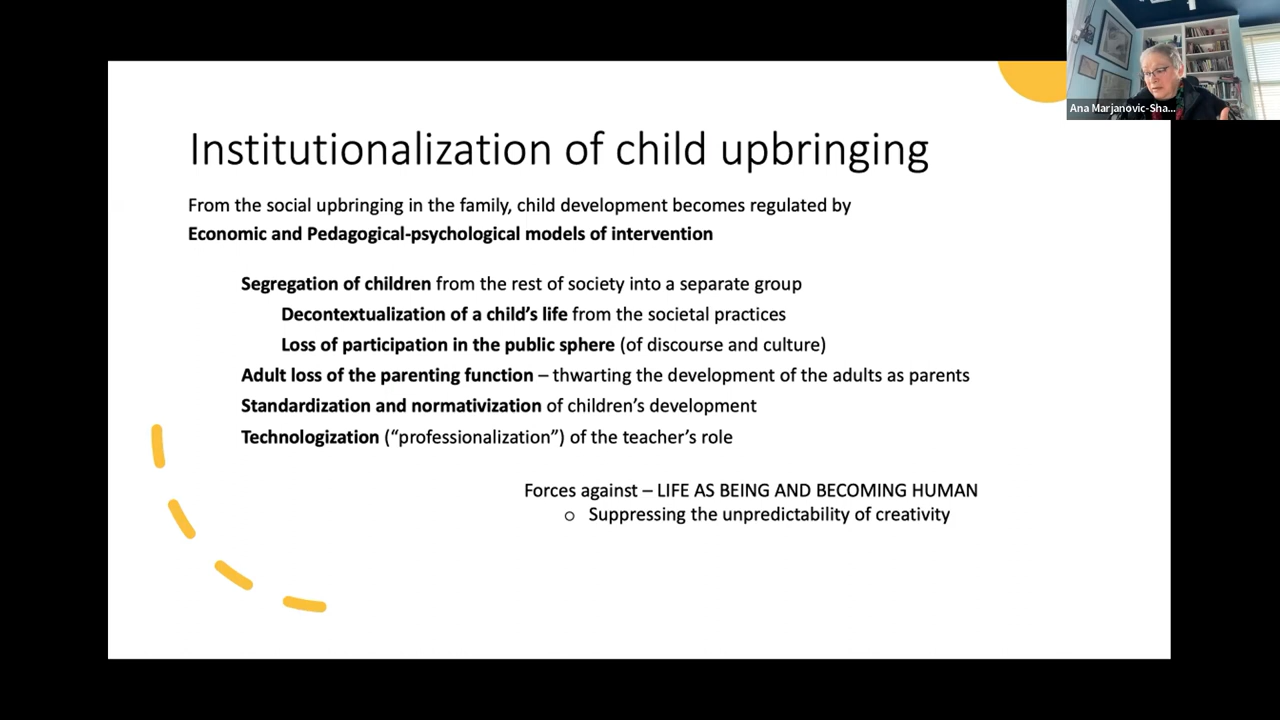 Ana Marjanovic-Sha...
Institutionalization of child upbringing
From the social upbringing in the family, child development becomes regulated by
Economic and Pedagogical-psychological models of intervention
Segregation of children from the rest of society into a separate group
Decontextualization of a child’s life from the societal practices
Loss of participation in the public sphere (of discourse and culture)
Adult loss of the parenting function – thwarting the development of the adults as parents
Standardization and normativization of children’s development
Technologization (“professionalization”) of the teacher’s role
Forces against – LIFE AS BEING AND BECOMING HUMAN
o Suppressing the unpredictability of creativity